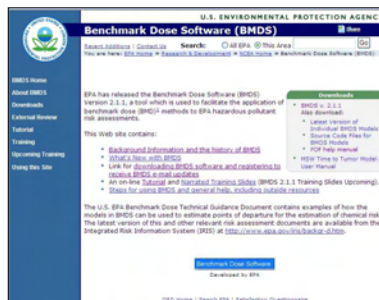 U.S. ENVIRONMENTAL PROTECTION AGENC
Benchmark Dose Software (BMDS)
Share
Recent Additions | Contact Us Search: All EPA This Area Go
You are here: EPA Home » Research & Development » NCEA Home » Benchmark Dose Software (BMDS)
BMDS Home
About BMDS
Downloads
External Review
Tutorial
Training
Upcoming Training
Using this Site
EPA has released the Benchmark Dose Software (BMDS)
Version 2.1.1, a tool which is used to facilitate the application of
benchmark dose (BMD) methods to EPA hazardous pollutant
risk assessments.
This Web site contains:
Background Information and the history of BMDS
What's New with BMDS
Link for downloading BMDS software and registering to
receive BMDS e-mail updates
An on-line Tutorial and Narrated Training Slides (BMDS 2.1.1 Training Slides Upcoming).
Steps for using BMDS and general help, including outside resources
Downloads
BMDS v. 2.1.1
Also download:
Latest Version of
Individual BMDS Models
Source Code Files for
BMDS Models
PDF help manual
MSW Time to Tumor Model
User Manual
The U.S. EPA Benchmark Dose Technical Guidance Document contains examples of how the
models in BMDS can be used to estimate points of departure for the estimation of chemical risk
The latest version of this and other relevant risk assessment documents are available from the
Integrated Risk Information System (IRIS) at http://www.epa.gov/iris/backgr-d.htm.
Benchmark Dose Software
Developed by EPA
ORD Home | Search EPA | Satisfaction Questionnaire